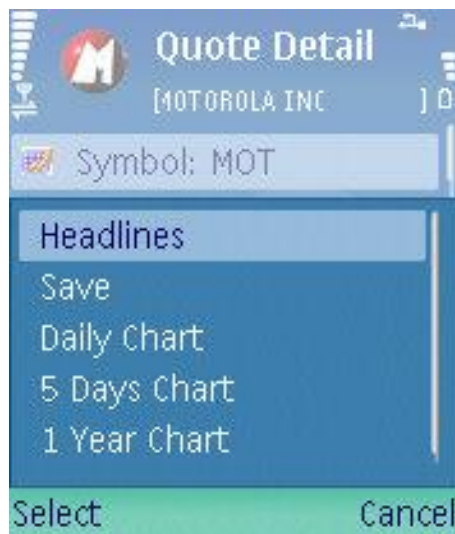 M
Quote Detail
[MOTOROLA INC ]
Symbol: MOT
Headlines
Save
Daily Chart
5 Days Chart
1 Year Chart
Select Cancel